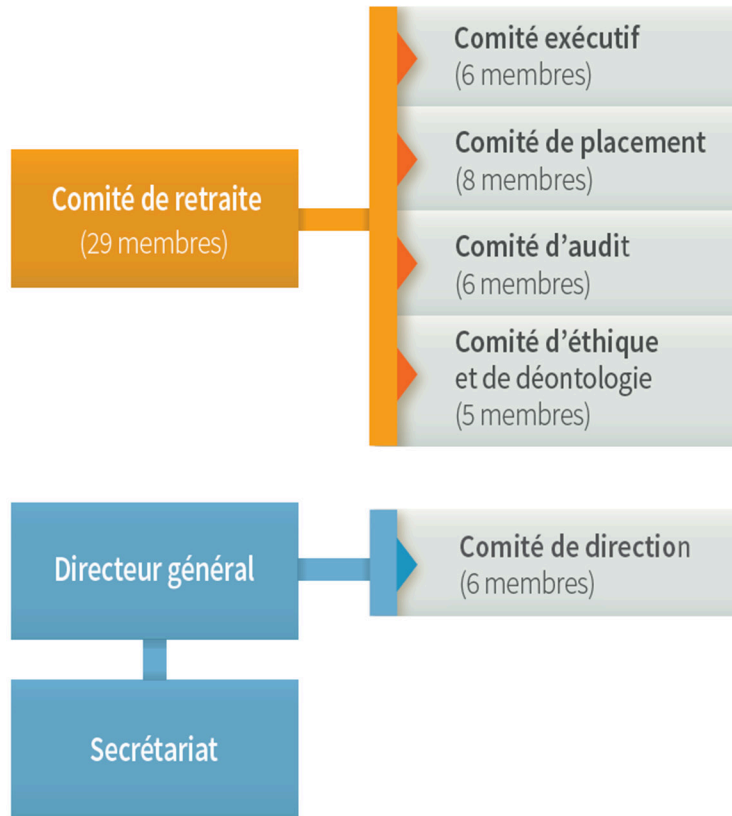 Comité de retraite
(29 membres)
Comité exécutif
(6 membres)
Comité de placement
(8 membres)
Comité d’audit
(6 membres)
Comité d’éthique
et de déontologie
(5 membres)
Directeur général
Comité de direction
(6 membres)
Secrétariat